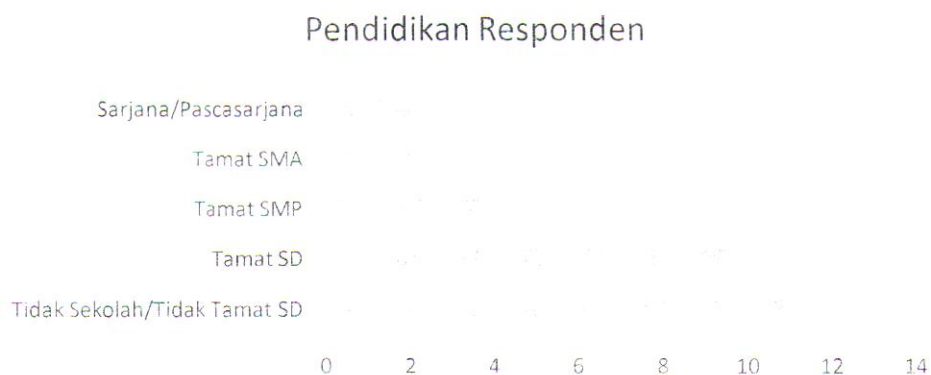 Pendidikan Responden
Sarjana/Pascasarjana
Tamat SMA
Tamat SMP
Tamat SD
Tidak Sekolah/Tidak Tamat SD
0 2 4 6 8 10 12 14